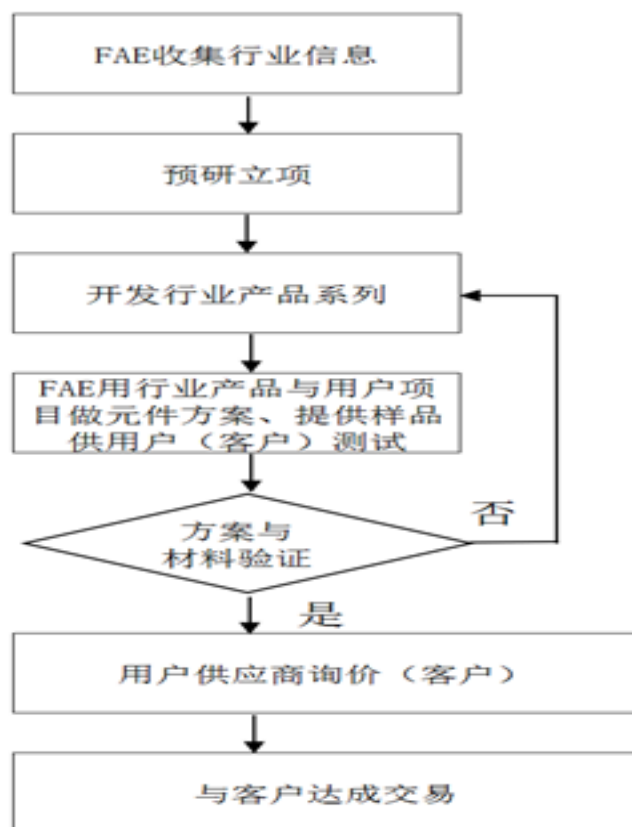 FAE收集行业信息
预研立项
开发行业产品系列
FAE用行业产品与用户项
目做元件方案、提供样品
供用户（客户）测试
方案与
材料验证
否
是
用户供应商询价（客户）
与客户达成交易